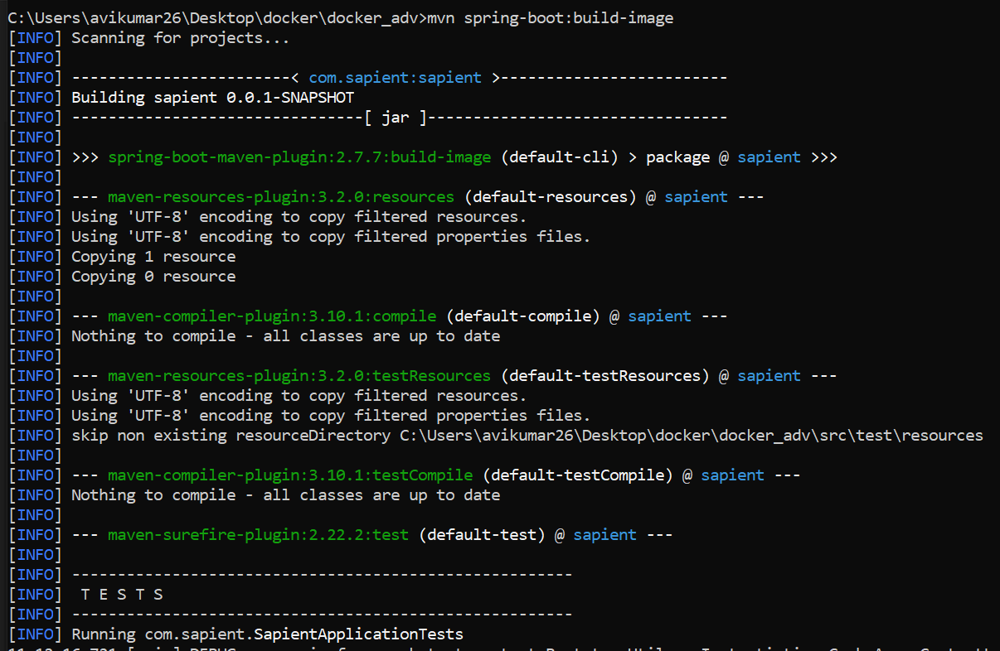 C:\Users\avikumar26\Desktop\docker\docker_adv>mvn spring-boot:build-image
[INFO] Scanning for projects...
[INFO]
[INFO] ------------------------< com.sapient:sapient >-------------------------
[INFO] Building sapient 0.0.1-SNAPSHOT
[INFO] --------------------------------[ jar ]---------------------------------
[INFO]
[INFO] >>> spring-boot-maven-plugin:2.7.7:build-image (default-cli) > package @ sapient >>>
[INFO]
[INFO] --- maven-resources-plugin:3.2.0:resources (default-resources) @ sapient ---
[INFO] Using 'UTF-8' encoding to copy filtered resources.
[INFO] Using 'UTF-8' encoding to copy filtered properties files.
[INFO] Copying 1 resource
[INFO] Copying 0 resource
[INFO]
[INFO] --- maven-compiler-plugin:3.10.1:compile (default-compile) @ sapient ---
[INFO] Nothing to compile - all classes are up to date
[INFO]
[INFO] --- maven-resources-plugin:3.2.0:testResources (default-testResources) @ sapient ---
[INFO] Using 'UTF-8' encoding to copy filtered resources.
[INFO] Using 'UTF-8' encoding to copy filtered properties files.
[INFO] skip non existing resourceDirectory C:\Users\avikumar26\Desktop\docker\docker_adv\src\test\resources
[INFO]
[INFO] --- maven-compiler-plugin:3.10.1:testCompile (default-testCompile) @ sapient ---
[INFO] Nothing to compile - all classes are up to date
[INFO]
[INFO] --- maven-surefire-plugin:2.22.2:test (default-test) @ sapient ---
[INFO]
[INFO] -------------------------------------------------------
[INFO]  T E S T S
[INFO] -------------------------------------------------------
[INFO] Running com.sapient.SapientApplicationTests